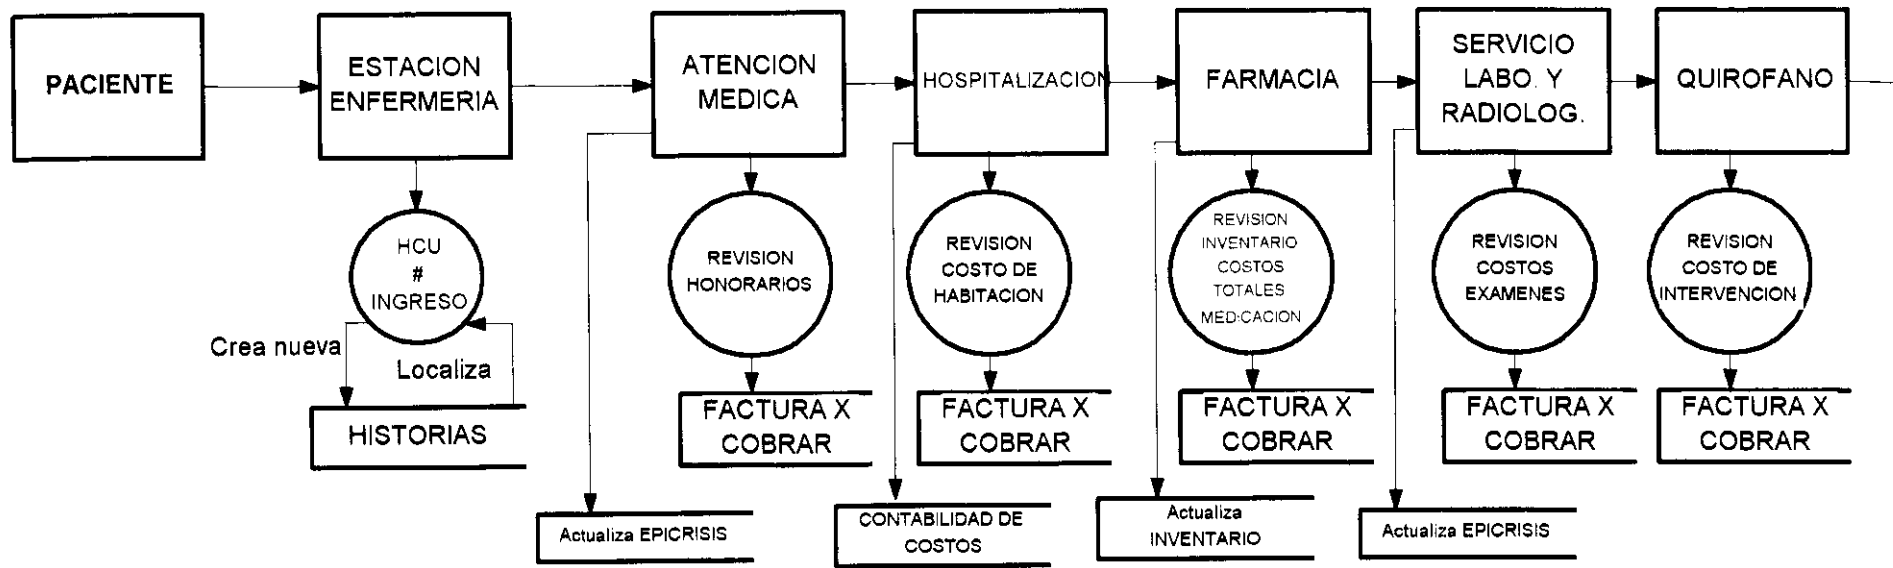 PACIENTE
ESTACION
ENFERMERIA
ATENCION
MEDICA
HOSPITALIZACION
FARMACIA
SERVICIO
LABO. Y
RADIOLOG.
QUIROFANO
HCU
#
INGRESO
REVISION
HONORARIOS
REVISION
COSTO DE
HABITACION
REVISION
INVENTARIO
COSTOS
TOTALES
MEDICACION
REVISION
COSTOS
EXAMENES
REVISION
COSTO DE
INTERVENCION
Crea nueva
Localiza
HISTORIAS
FACTURA X
COBRAR
FACTURA X
COBRAR
FACTURA X
COBRAR
FACTURA X
COBRAR
FACTURA X
COBRAR
Actualiza EPICRISIS
CONTABILIDAD DE
COSTOS
Actualiza
INVENTARIO
Actualiza EPICRISIS